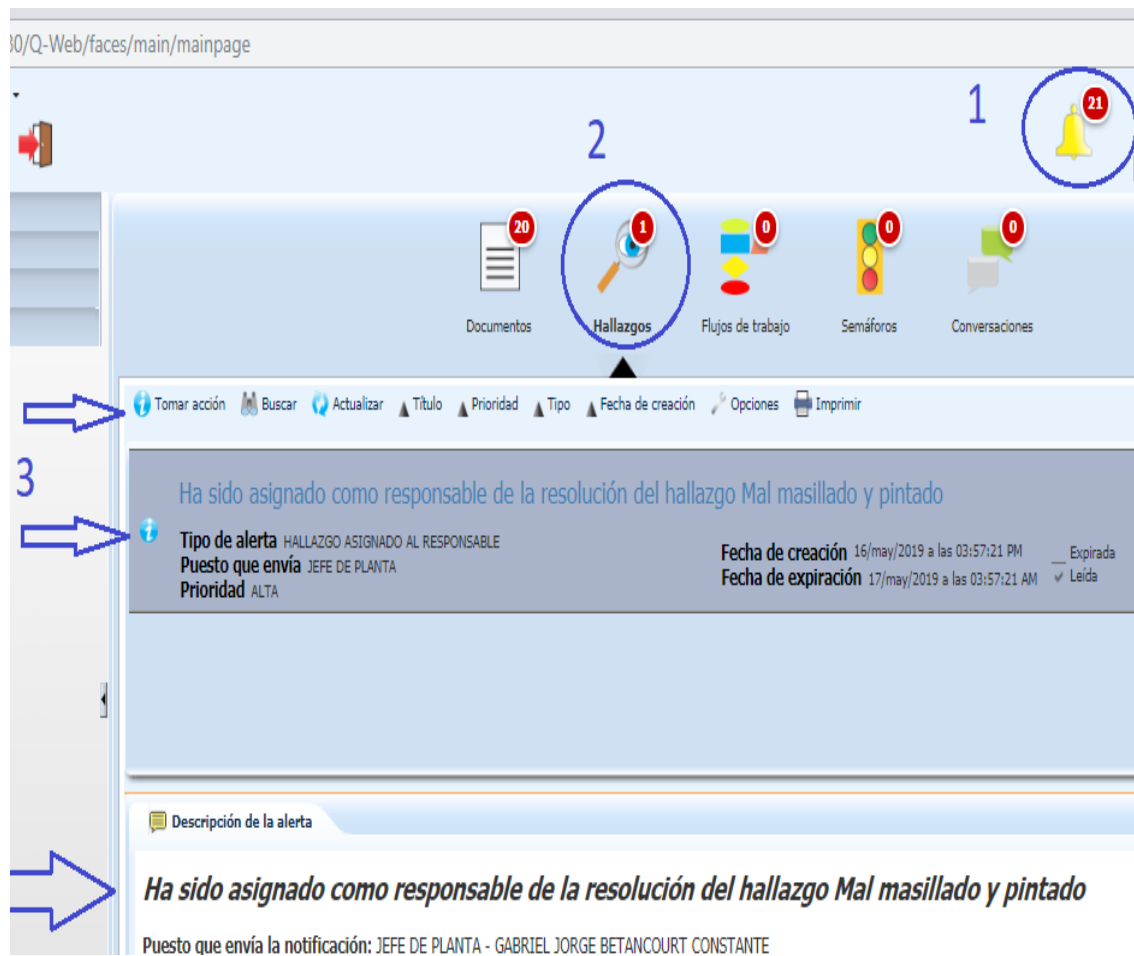 30/Q-Web/faces/main/mainpage
1
21
2
20
1
0
0
0
Documentos Hallazgos Flujos de trabajo Semáforos Conversaciones
Tomar acción Buscar Actualizar Título Prioridad Tipo Fecha de creación Opciones Imprimir
3
Ha sido asignado como responsable de la resolución del hallazgo Mal masillado y pintado
Tipo de alerta HALLAZGO ASIGNADO AL RESPONSABLE
Puesto que envía JEFE DE PLANTA
Prioridad ALTA
Fecha de creación 16/may/2019 a las 03:57:21 PM __ Expirada
Fecha de expiración 17/may/2019 a las 03:57:21 AM ✓ Leída
Descripción de la alerta
Ha sido asignado como responsable de la resolución del hallazgo Mal masillado y pintado
Puesto que envía la notificación: JEFE DE PLANTA - GABRIEL JORGE BETANCOURT CONSTANTE